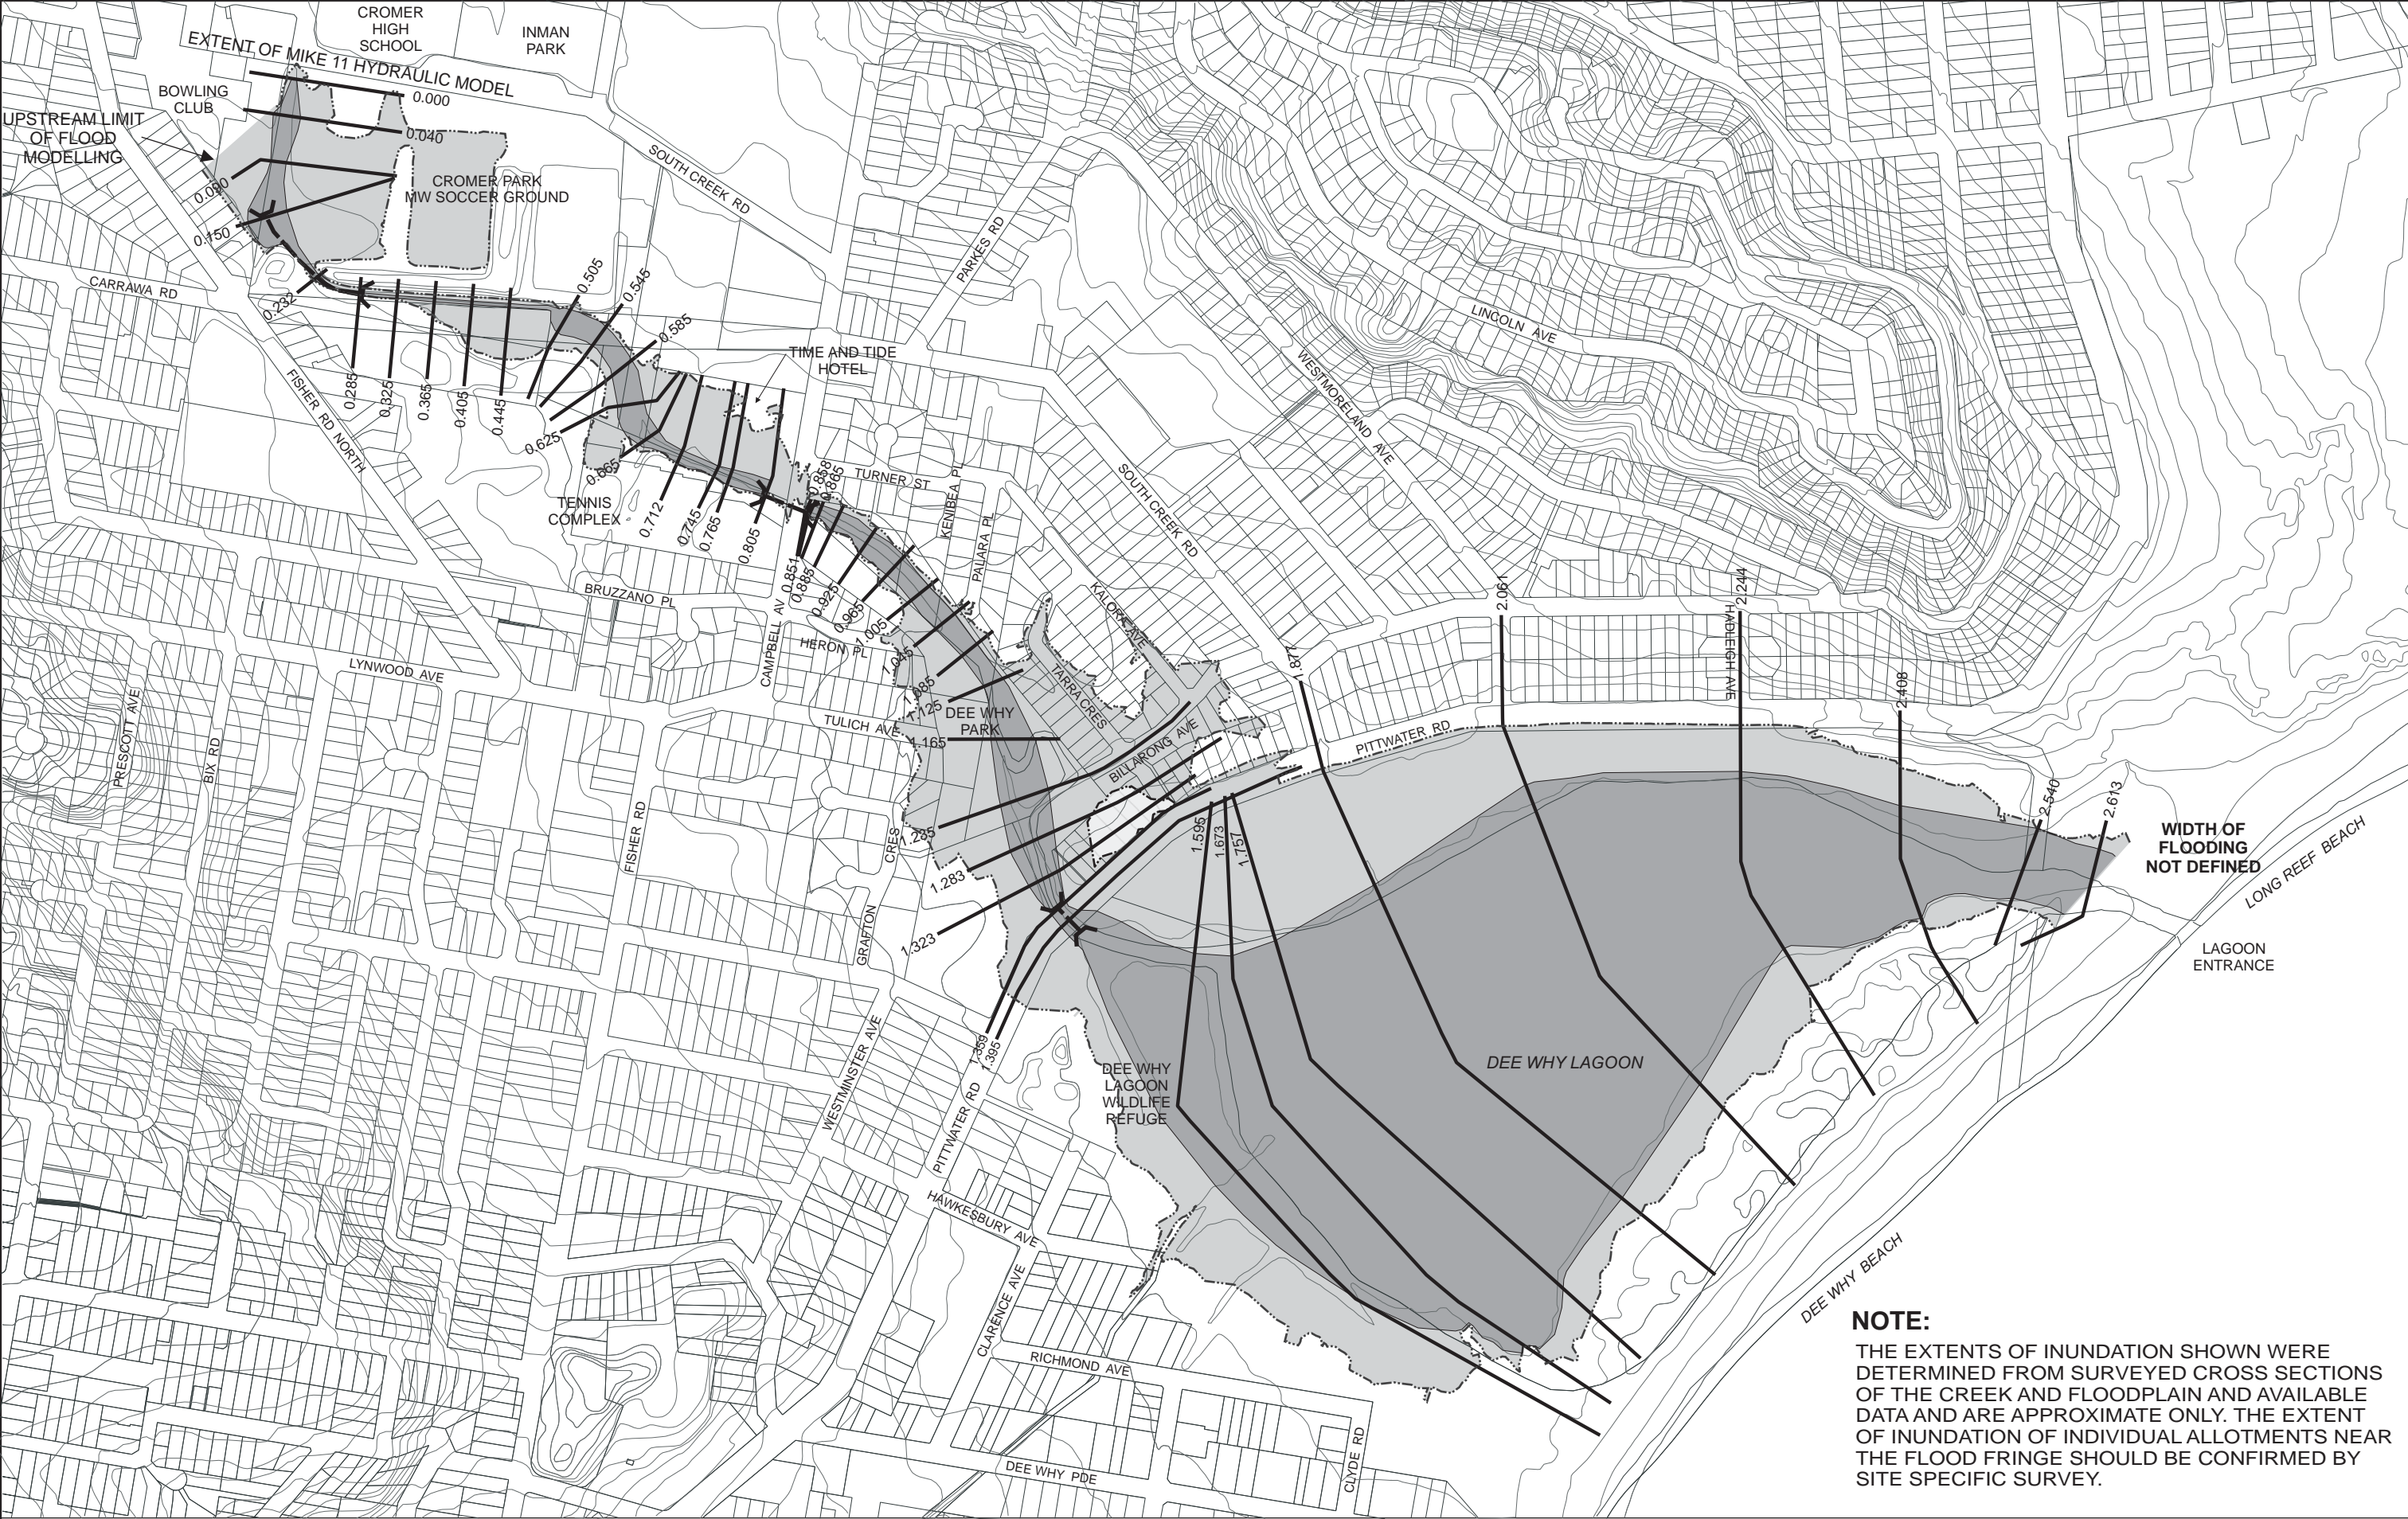 CROMER
HIGH
SCHOOL
INMAN
PARK
EXTENT OF MIKE 11 HYDRAULIC MODEL
BOWLING
CLUB
UPSTREAM LIMIT
OF FLOOD
MODELLING
0.000
0.040
0.090
0.150
CROMER PARK
MW SOCCER GROUND
SOUTH CREEK RD
PARKES RD
CARRAWA RD
0.232
0.285
0.325
0.365
0.405
0.445
0.505
0.545
0.585
0.625
0.665
FISHER RD NORTH
TIME AND TIDE
HOTEL
LINCOLN AVE
WESTMORELAND AVE
TENNIS
COMPLEX
0.712
0.745
0.765
0.805
0.851
0.858
0.865
0.885
0.925
0.965
1.005
1.045
1.085
1.125
1.165
TURNER ST
KENIBEA PL
PALLARA PL
SOUTH CREEK RD
BRUZZANO PL
CAMPBELL AV
HERON PL
KALORA AVE
TARRA CRES
LYNWOOD AVE
PRESCOTT AVE
BIX RD
FISHER RD
TULICH AVE
DEE WHY
PARK
BILLARONG AVE
PITTWATER RD
1.877
2.061
2.244
HADLEIGH AVE
2.408
2.540
2.613
WIDTH OF
FLOODING
NOT DEFINED
LONG REEF BEACH
LAGOON
ENTRANCE
1.235
1.283
1.323
1.359
1.395
1.595
1.673
1.757
GRAFTON
CRES
WESTMINSTER AVE
PITTWATER RD
DEE WHY
LAGOON
WILDLIFE
REFUGE
DEE WHY LAGOON
HAWKESBURY AVE
CLARENCE AVE
RICHMOND AVE
DEE WHY PDE
CLYDE RD
DEE WHY BEACH
NOTE:
THE EXTENTS OF INUNDATION SHOWN WERE
DETERMINED FROM SURVEYED CROSS SECTIONS
OF THE CREEK AND FLOODPLAIN AND AVAILABLE
DATA AND ARE APPROXIMATE ONLY. THE EXTENT
OF INUNDATION OF INDIVIDUAL ALLOTMENTS NEAR
THE FLOOD FRINGE SHOULD BE CONFIRMED BY
SITE SPECIFIC SURVEY.